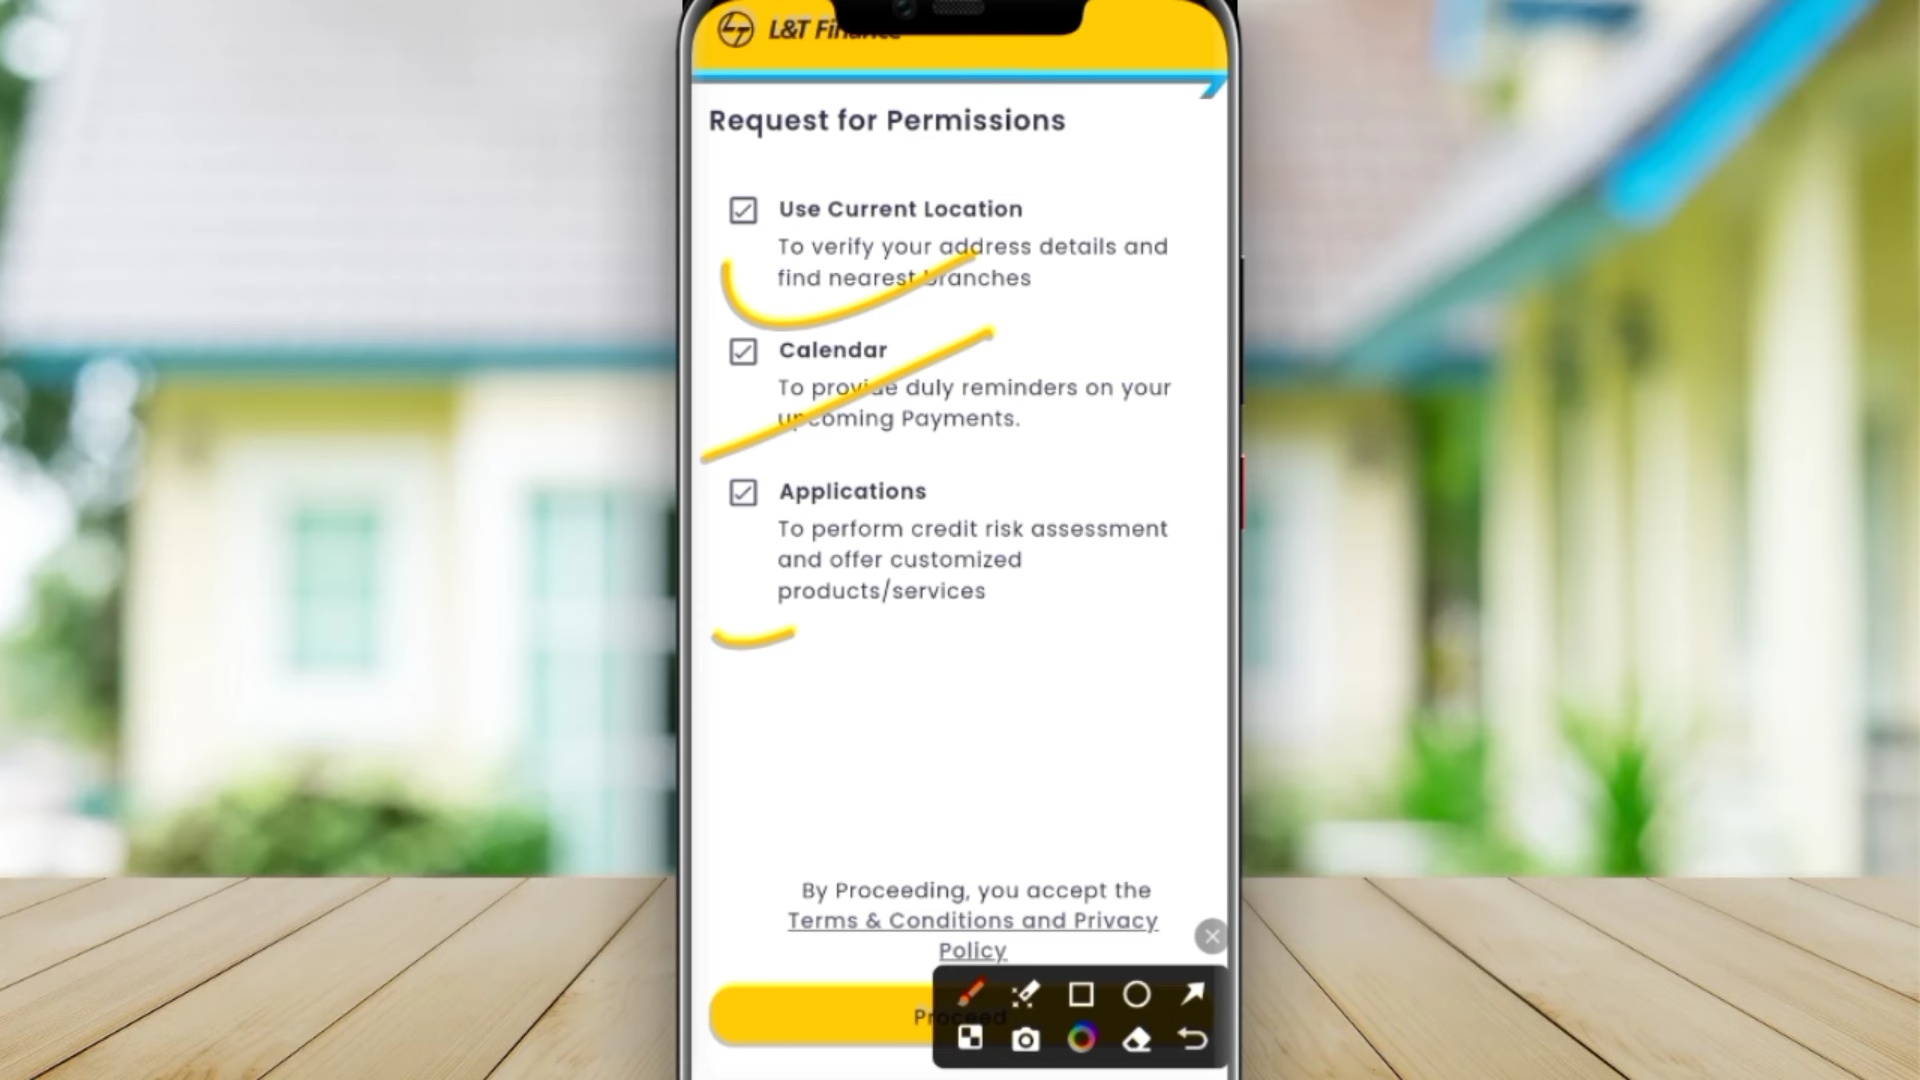 L&T Finance
Request for Permissions
Use Current Location
To verify your address details and
find nearest branches
Calendar
To provide duly reminders on your
upcoming Payments.
Applications
To perform credit risk assessment
and offer customized
products/services
By Proceeding, you accept the
Terms & Conditions and Privacy
Policy
Proceed